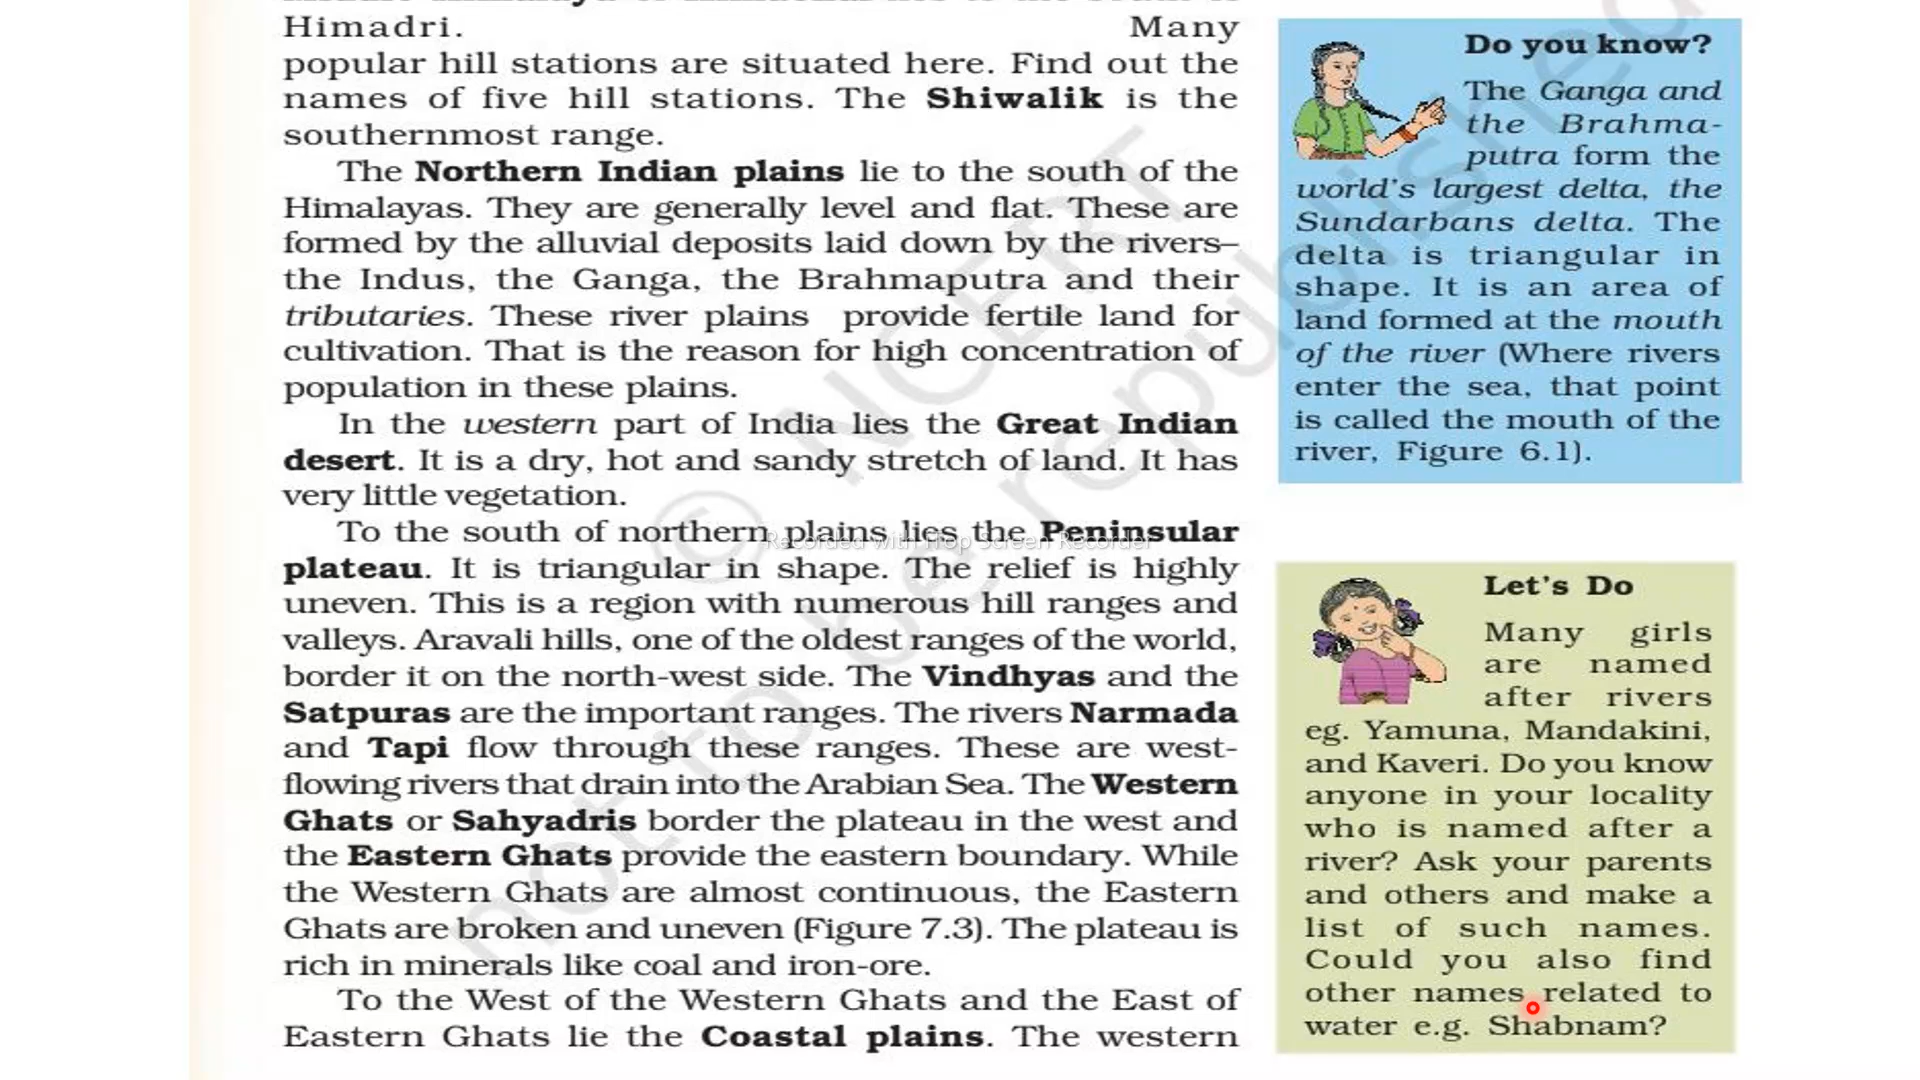 Himadri. Many
popular hill stations are situated here. Find out the
names of five hill stations. The Shiwalik is the
southernmost range.
The Northern Indian plains lie to the south of the
Himalayas. They are generally level and flat. These are
formed by the alluvial deposits laid down by the rivers–
the Indus, the Ganga, the Brahmaputra and their
tributaries. These river plains provide fertile land for
cultivation. That is the reason for high concentration of
population in these plains.
In the western part of India lies the Great Indian
desert. It is a dry, hot and sandy stretch of land. It has
very little vegetation.
To the south of northern plains lies the Peninsular
plateau. It is triangular in shape. The relief is highly
uneven. This is a region with numerous hill ranges and
valleys. Aravali hills, one of the oldest ranges of the world,
border it on the north-west side. The Vindhyas and the
Satpuras are the important ranges. The rivers Narmada
and Tapi flow through these ranges. These are west-
flowing rivers that drain into the Arabian Sea. The Western
Ghats or Sahyadris border the plateau in the west and
the Eastern Ghats provide the eastern boundary. While
the Western Ghats are almost continuous, the Eastern
Ghats are broken and uneven (Figure 7.3). The plateau is
rich in minerals like coal and iron-ore.
To the West of the Western Ghats and the East of
Eastern Ghats lie the Coastal plains. The western
Do you know?
The Ganga and
the Brahma-
putra form the
world's largest delta, the
Sundarbans delta. The
delta is triangular in
shape. It is an area of
land formed at the mouth
of the river (Where rivers
enter the sea, that point
is called the mouth of the
river, Figure 6.1).
Let's Do
Many girls
are named
after rivers
eg. Yamuna, Mandakini,
and Kaveri. Do you know
anyone in your locality
who is named after a
river? Ask your parents
and others and make a
list of such names.
Could you also find
other names related to
water e.g. Shabnam?
© NCERT
not to be republished
Recorded with iTop Screen Recorder